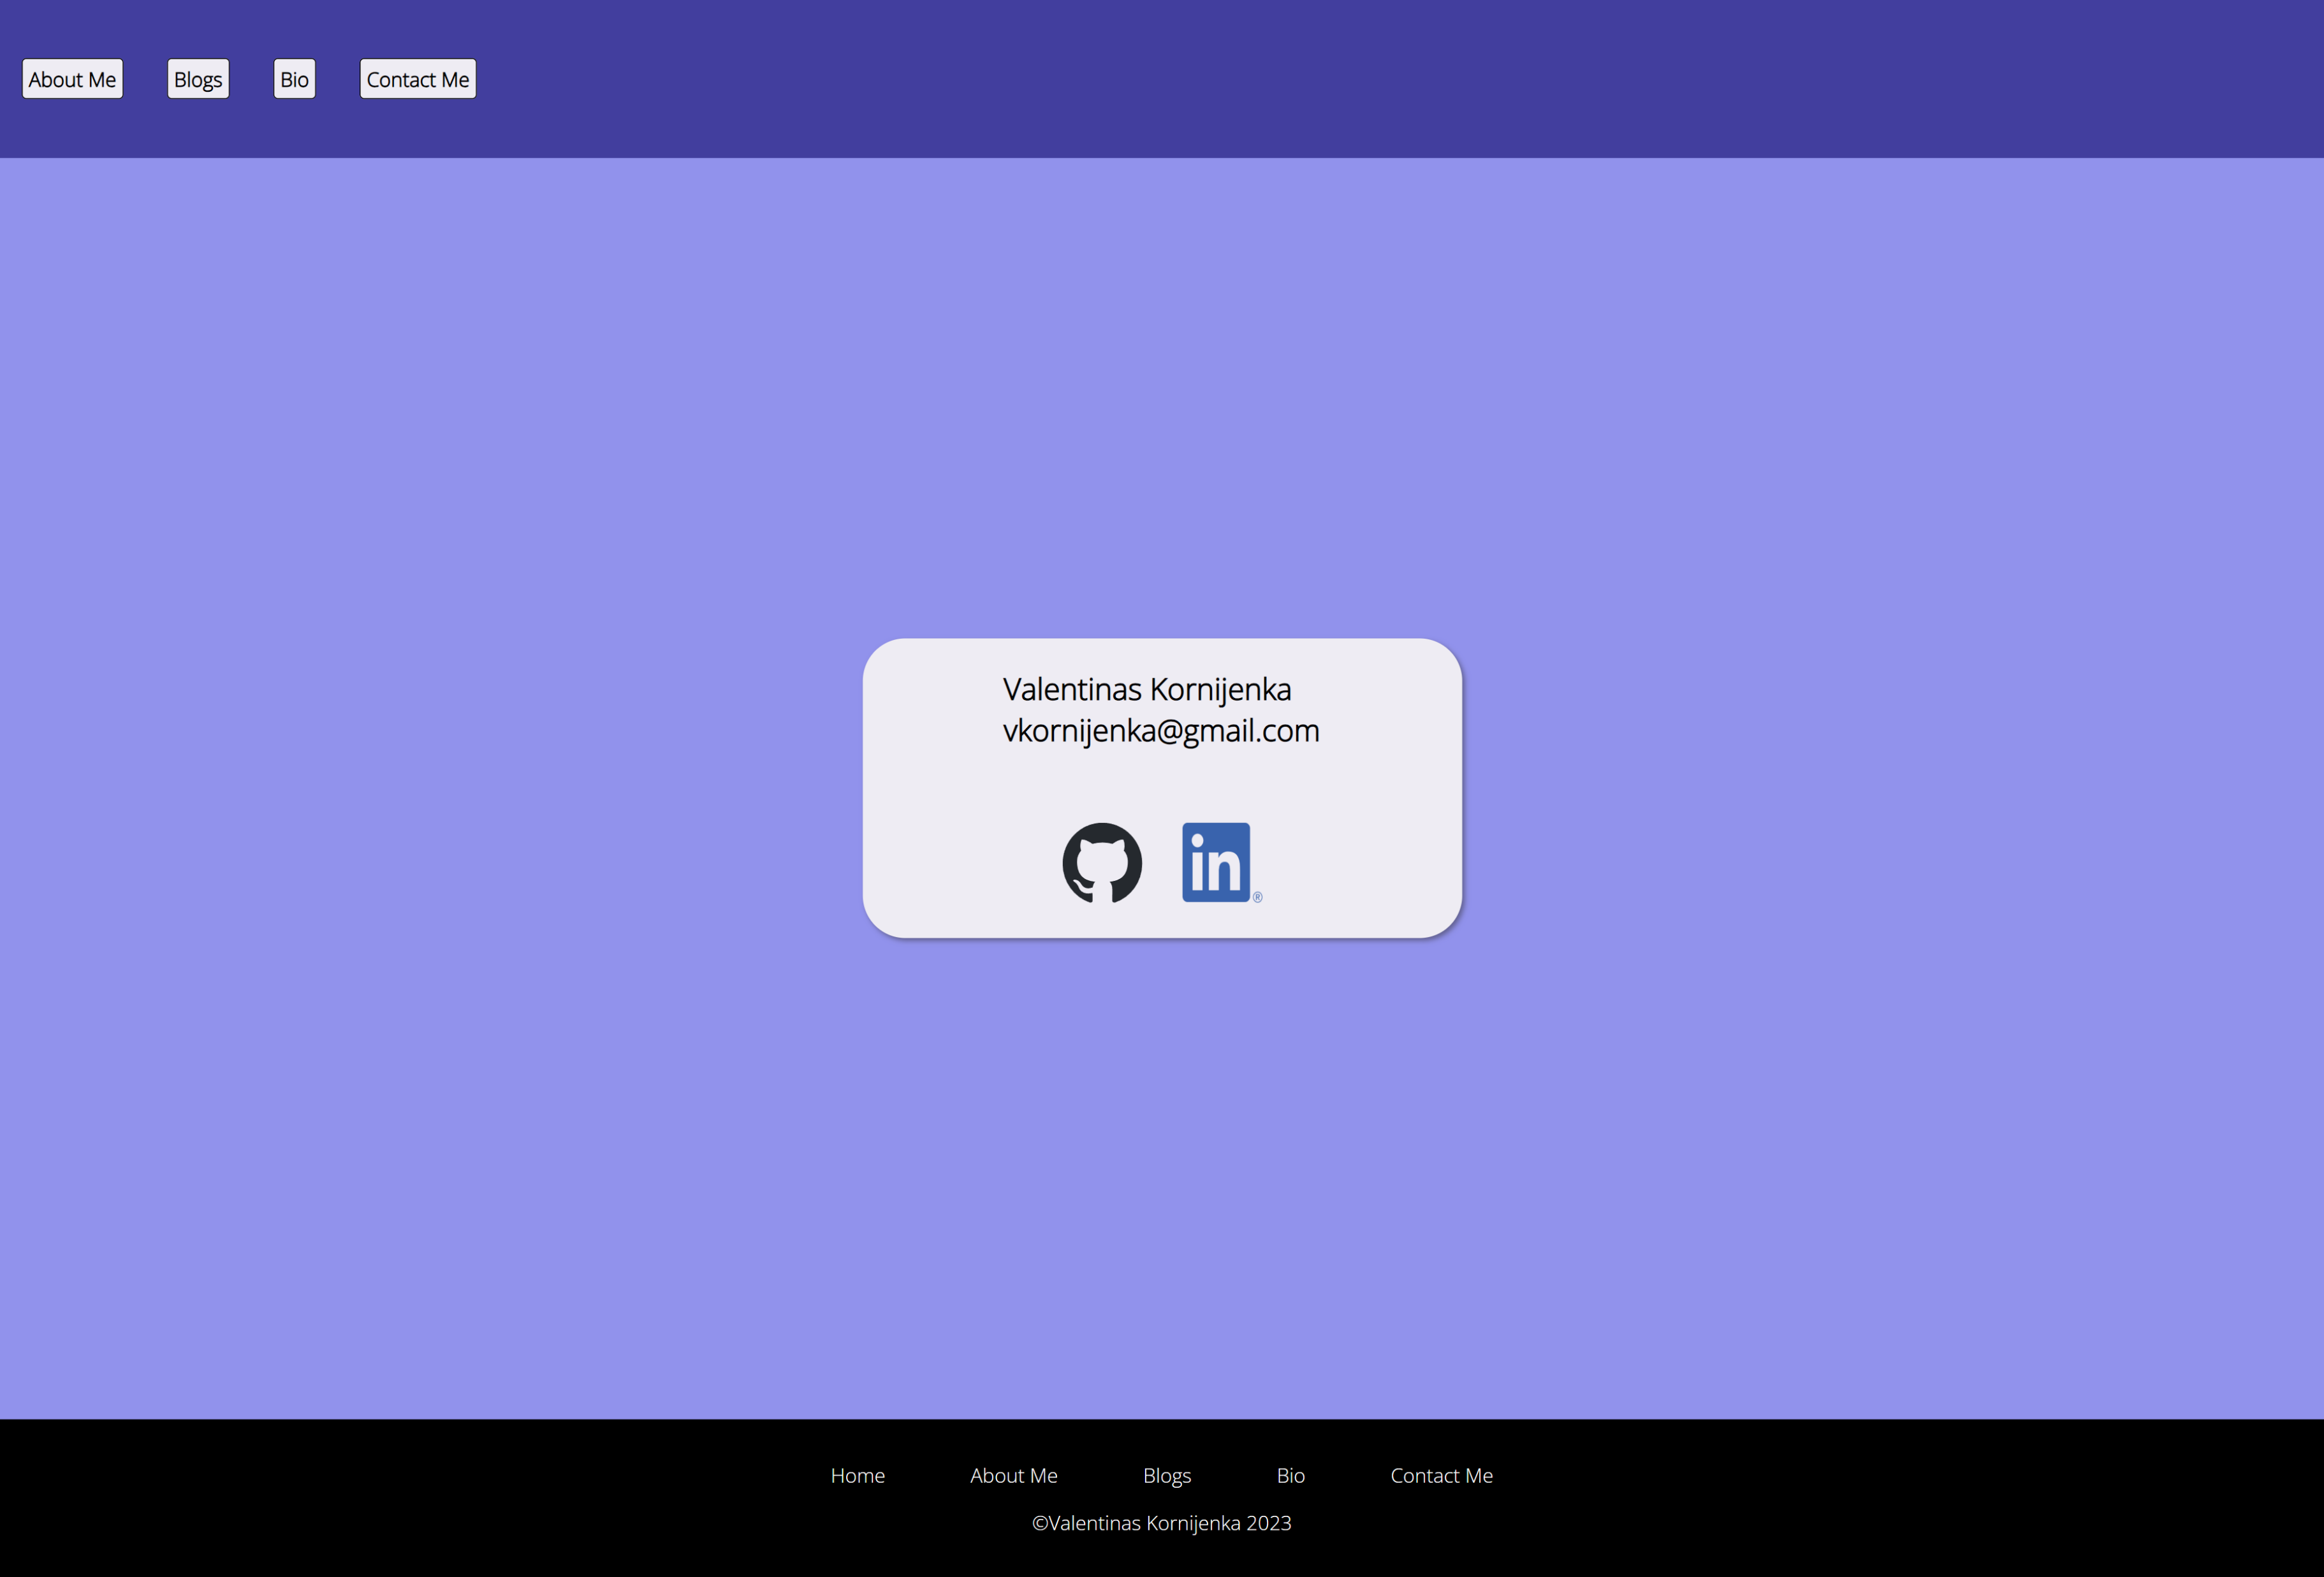 About Me Blogs Bio Contact Me
Valentinas Kornijenka
vkornijenka@gmail.com
in®
Home About Me Blogs Bio Contact Me
©Valentinas Kornijenka 2023